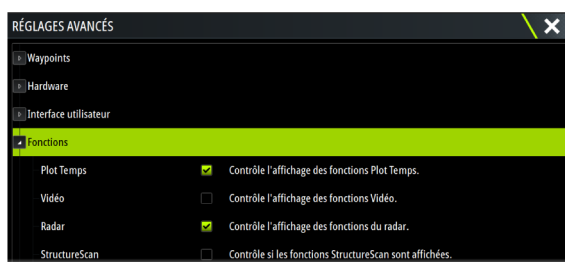 RÉGLAGES AVANCÉS
Waypoints
Hardware
Interface utilisateur
Fonctions
Plot Temps Contrôle l'affichage des fonctions Plot Temps.
Vidéo Contrôle l'affichage des fonctions Vidéo.
Radar Contrôle l'affichage des fonctions du radar.
StructureScan Contrôle si les fonctions StructureScan sont affichées.